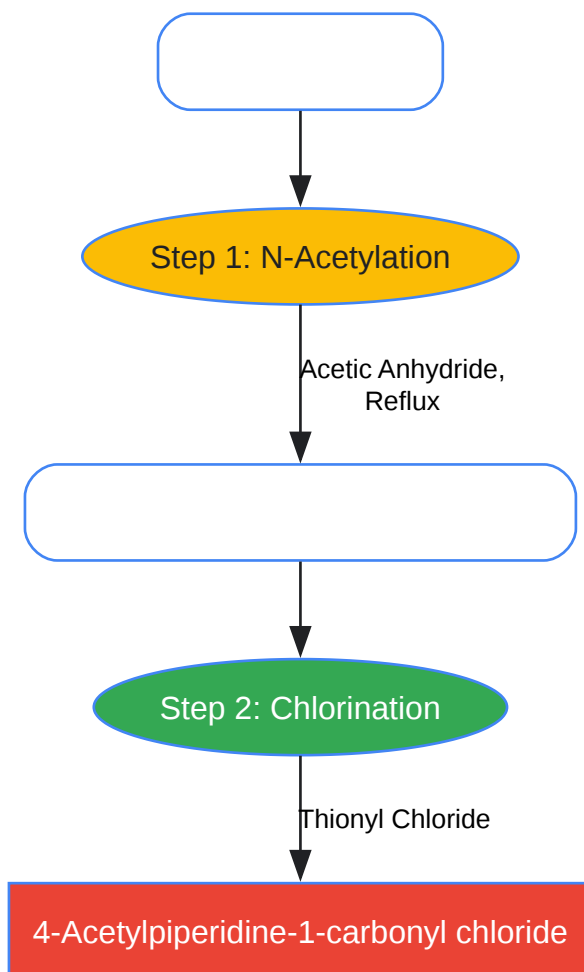 Step 1: N-Acetylation
Acetic Anhydride,
Reflux
Step 2: Chlorination
Thionyl Chloride
4-Acetylpiperidine-1-carbonyl chloride